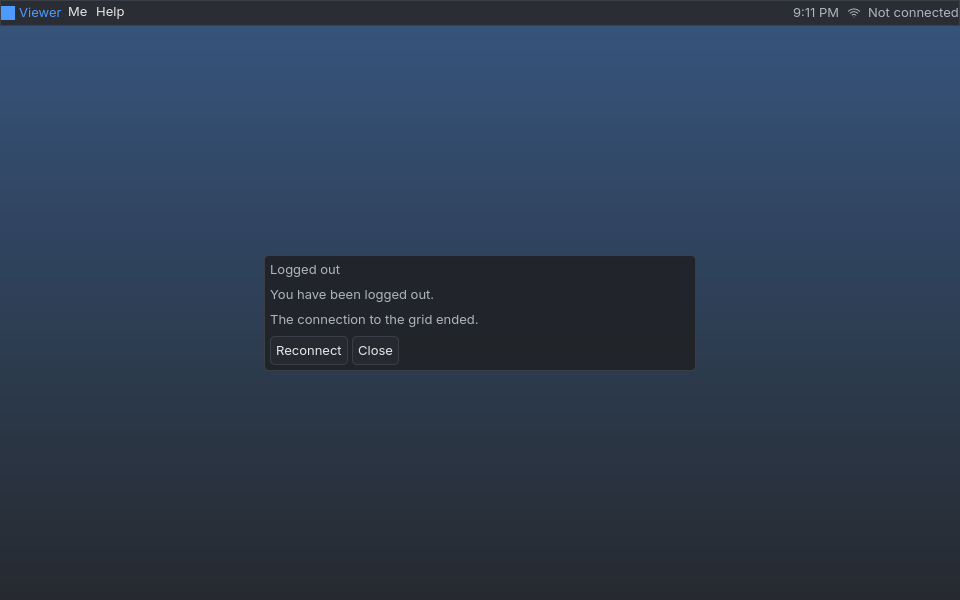 Viewer Me Help 9:11 PM Not connected
Logged out
You have been logged out.
The connection to the grid ended.
Reconnect Close